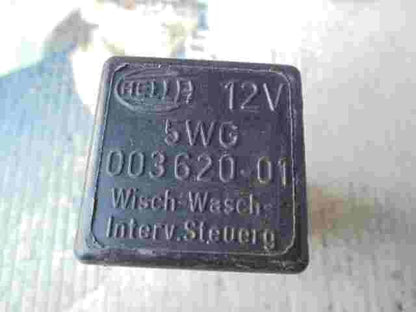 HELLA 12V
5WG
003620-01
Wisch-Wasch-
Interv.Steuerg